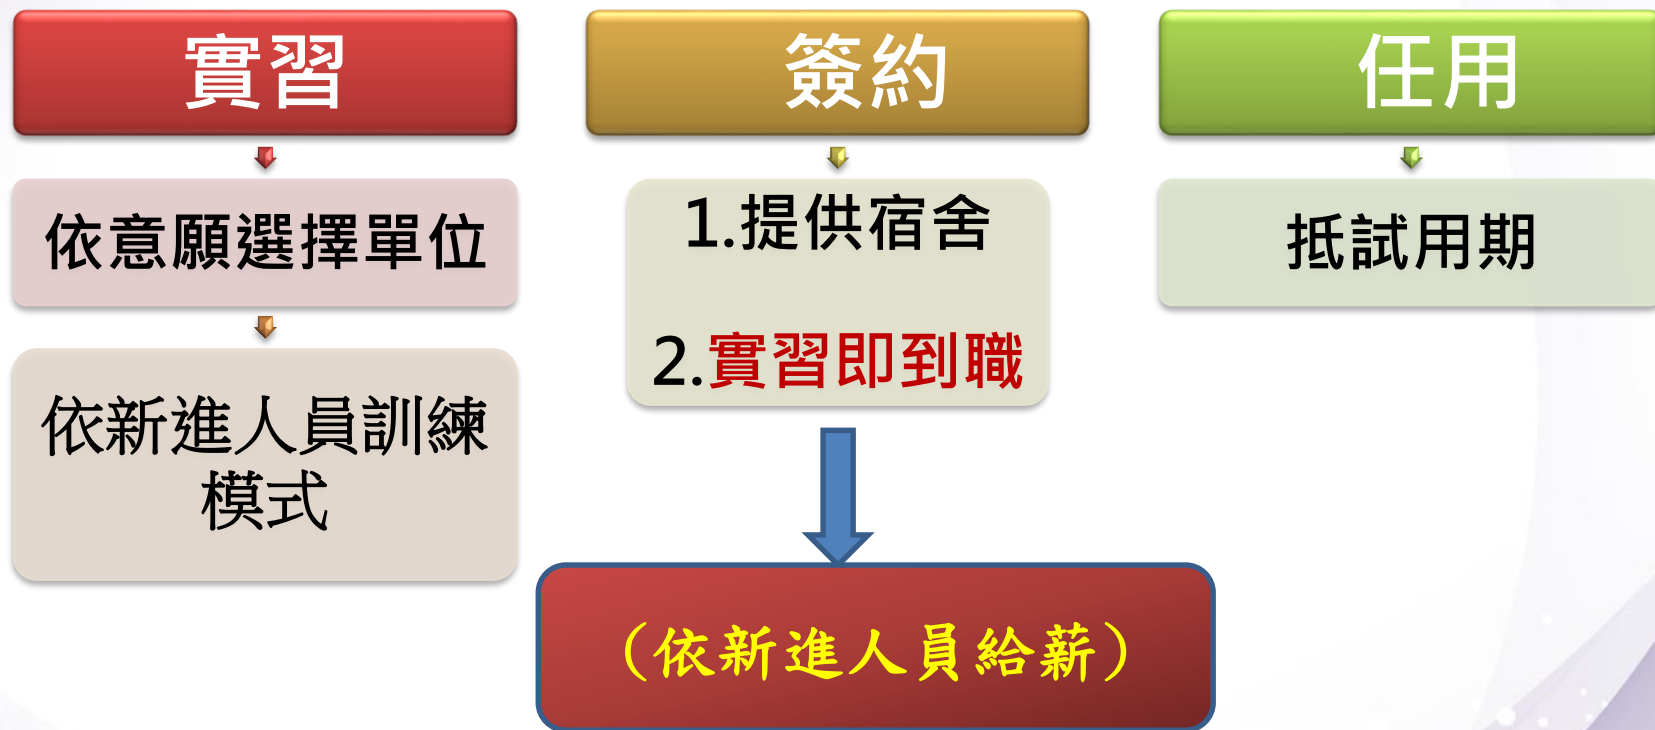 實習
依意願選擇單位
依新進人員訓練
模式
簽約
1.提供宿舍
2.實習即到職
（依新進人員給薪）
任用
抵試用期